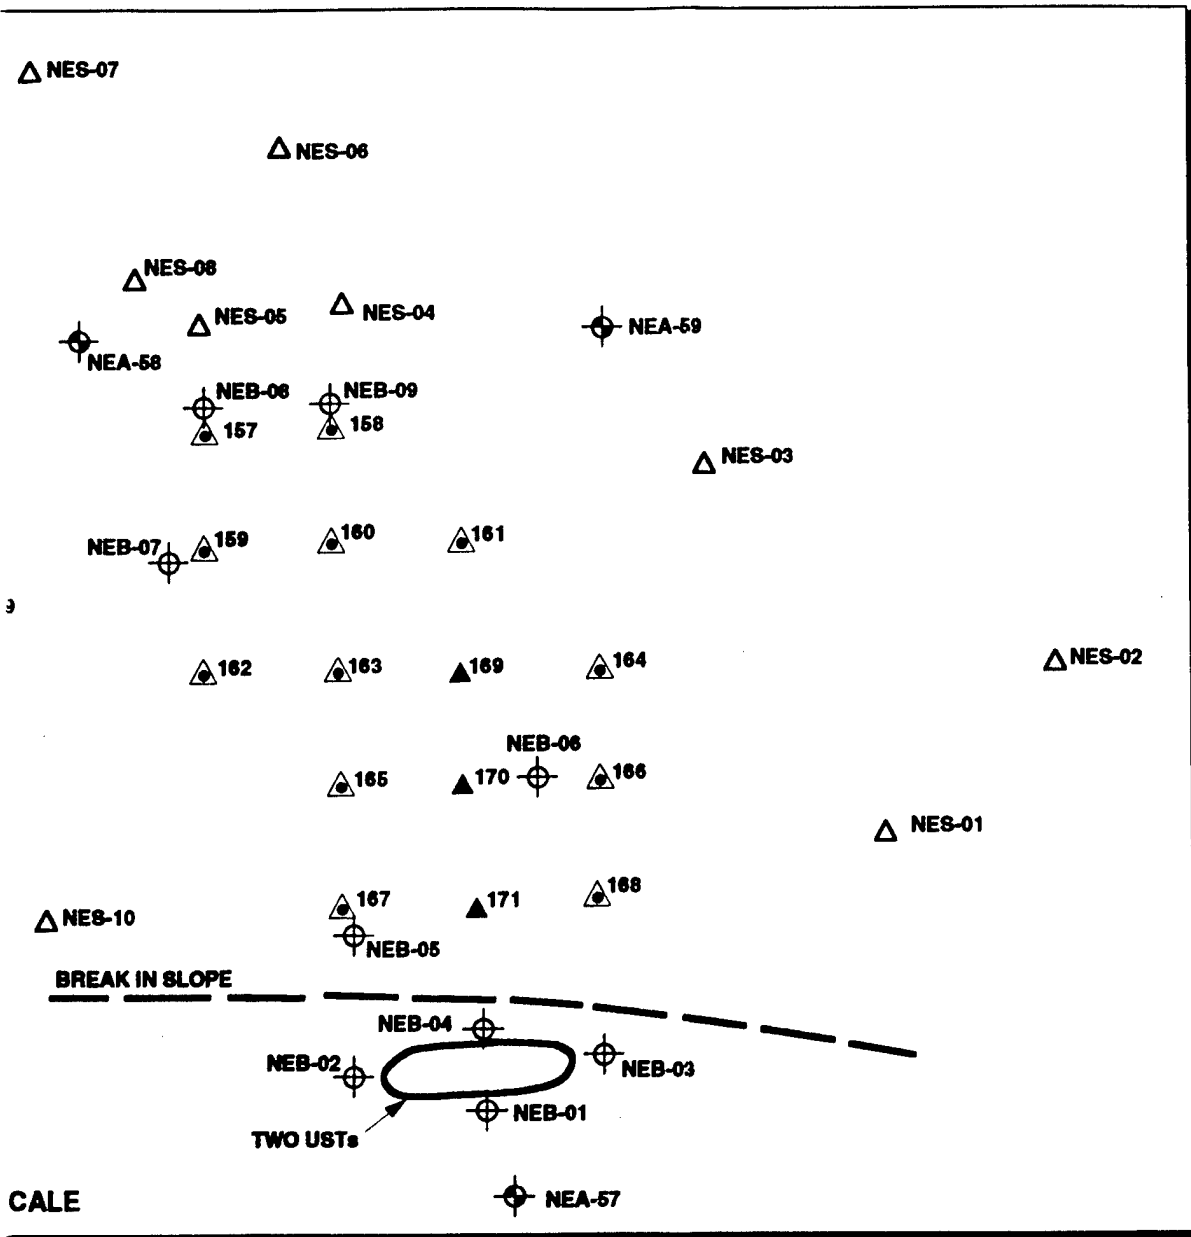 NES-07
NES-06
NES-08
NES-05
NES-04
NEA-59
NEA-58
NEB-08
NEB-09
157
158
NES-03
NEB-07
159
160
161
9
162
163
169
164
NES-02
NEB-06
165
170
166
NES-01
167
171
168
NES-10
NEB-05
BREAK IN SLOPE
NEB-04
NEB-02
NEB-03
NEB-01
TWO USTs
CALE
NEA-57